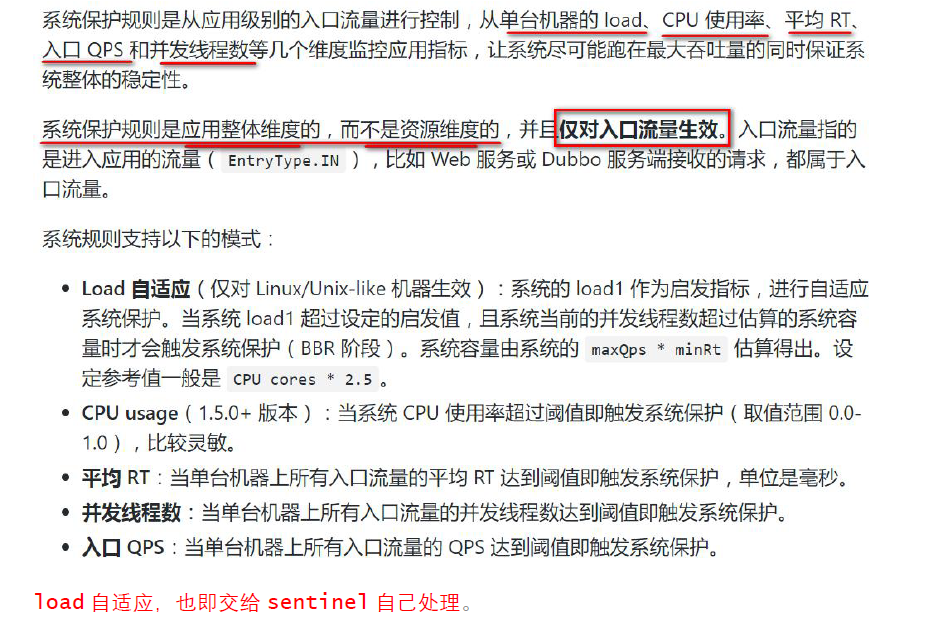 系统保护规则是从应用级别的入口流量进行控制，从单台机器的 load、CPU 使用率、平均 RT、
入口 QPS 和并发线程数等几个维度监控应用指标，让系统尽可能跑在最大吞吐量的同时保证系
统整体的稳定性。
系统保护规则是应用整体维度的，而不是资源维度的，并且仅对入口流量生效。入口流量指的
是进入应用的流量（ EntryType.IN ），比如 Web 服务或 Dubbo 服务端接收的请求，都属于入
口流量。
系统规则支持以下的模式：
• Load 自适应（仅对 Linux/Unix-like 机器生效）：系统的 load1 作为启发指标，进行自适应
系统保护。当系统 load1 超过设定的启发值，且系统当前的并发线程数超过估算的系统容
量时才会触发系统保护（BBR 阶段）。系统容量由系统的 maxQps * minRt 估算得出。设
定参考值一般是 CPU cores * 2.5 。
• CPU usage（1.5.0+ 版本）：当系统 CPU 使用率超过阈值即触发系统保护（取值范围 0.0-
1.0），比较灵敏。
• 平均 RT：当单台机器上所有入口流量的平均 RT 达到阈值即触发系统保护，单位是毫秒。
• 并发线程数：当单台机器上所有入口流量的并发线程数达到阈值即触发系统保护。
• 入口 QPS：当单台机器上所有入口流量的 QPS 达到阈值即触发系统保护。
load 自适应，也即交给 sentinel 自己处理。